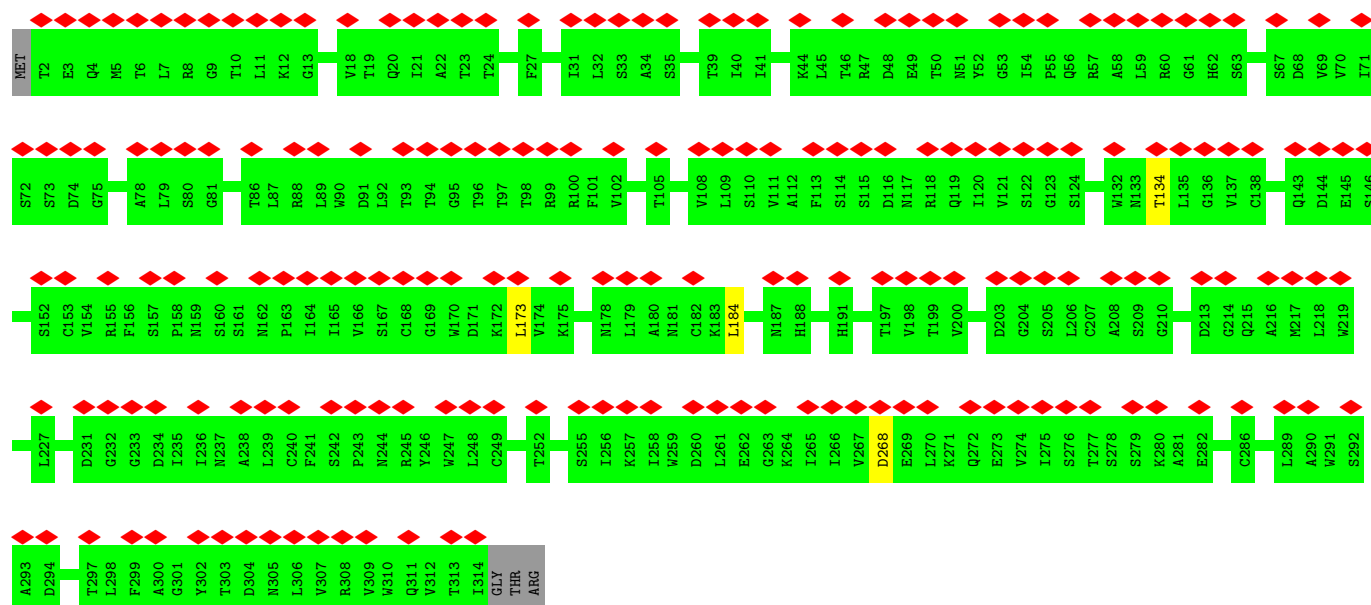 MET T2 E3 Q4 M5 T6 L7 R8 G9 T10 L11 K12 G13 V18 T19 Q20 I21 A22 T23 T24 F27 I31 L32 S33 A34 S35 T39 I40 I41 K44 L45 T46 R47 D48 E49 T50 N51 Y52 G53 I54 P55 Q56 R57 A58 L59 R60 G61 H62 S63 S67 D68 V69 V70 I71
S72 S73 D74 G75 A78 L79 S80 G81 T86 L87 R88 L89 W90 D91 L92 T93 T94 G95 T96 T97 T98 R99 R100 F101 V102 T105 V108 L109 S110 V111 A112 F113 S114 S115 D116 N117 R118 Q119 I120 V121 S122 G123 S124 W132 N133 T134 L135 G136 V137 C138 Q143 D144 E145 S146
S152 C153 V154 R155 F156 S157 P158 N159 S160 S161 N162 P163 I164 I165 V166 S167 C168 G169 W170 D171 K172 L173 V174 K175 N178 L179 A180 N181 C182 K183 L184 N187 H188 H191 T197 V198 T199 V200 D203 G204 S205 L206 C207 A208 S209 G210 D213 G214 Q215 A216 M217 L218 W219
L227 D231 G232 G233 D234 I235 I236 N237 A238 L239 C240 F241 S242 P243 N244 R245 Y246 W247 L248 C249 T252 S255 I256 K257 I258 W259 D260 L261 E262 G263 K264 I265 I266 V267 D268 E269 L270 K271 Q272 E273 V274 I275 S276 T277 S278 S279 K280 A281 E282 C286 L289 A290 W291 S292
A293 D294 T297 L298 F299 A300 G301 Y302 T303 D304 N305 L306 V307 R308 V309 W310 Q311 V312 T313 I314 GLY THR ARG